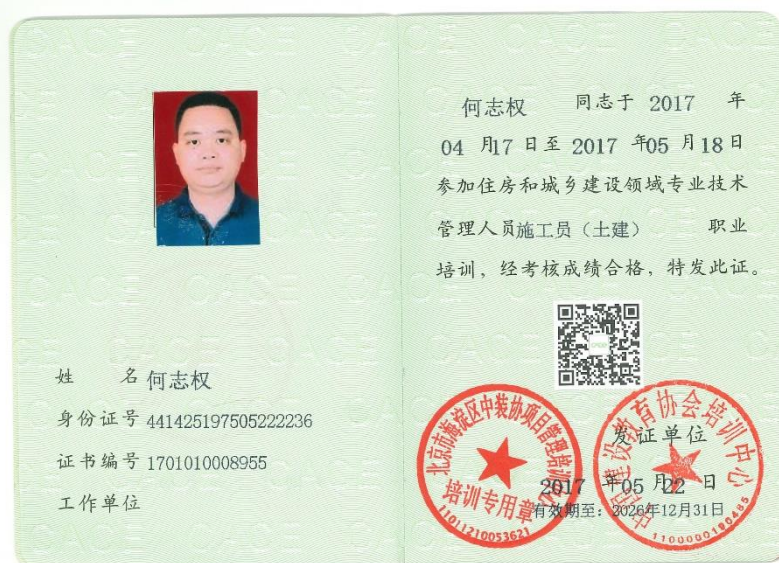 姓 名 何志权
身份证号 441425197505222236
证书编号 1701010008955
工作单位
何志权 同志于 2017 年
04 月17 日至 2017 年05 月18日
参加住房和城乡建设领域专业技术
管理人员施工员（土建） 职业
培训，经考核成绩合格，特发此证。
发证单位
2017 年05 月22 日
有效期至：2026年12月31日
培训专用章
11011210053621
1100000180485